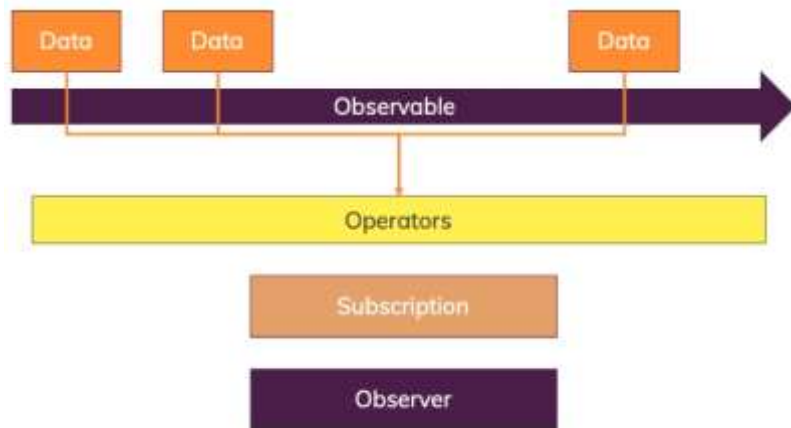 Data
Data
Data
Observable
Operators
Subscription
Observer